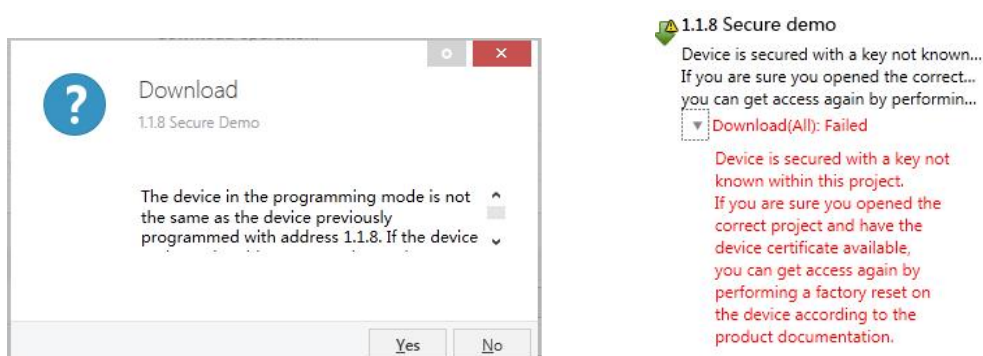 Download
1.1.8 Secure Demo
The device in the programming mode is not
the same as the device previously
programmed with address 1.1.8. If the device
Yes
No
1.1.8 Secure demo
Device is secured with a key not known...
If you are sure you opened the correct...
you can get access again by performin...
Download(All): Failed
Device is secured with a key not
known within this project.
If you are sure you opened the
correct project and have the
device certificate available,
you can get access again by
performing a factory reset on
the device according to the
product documentation.